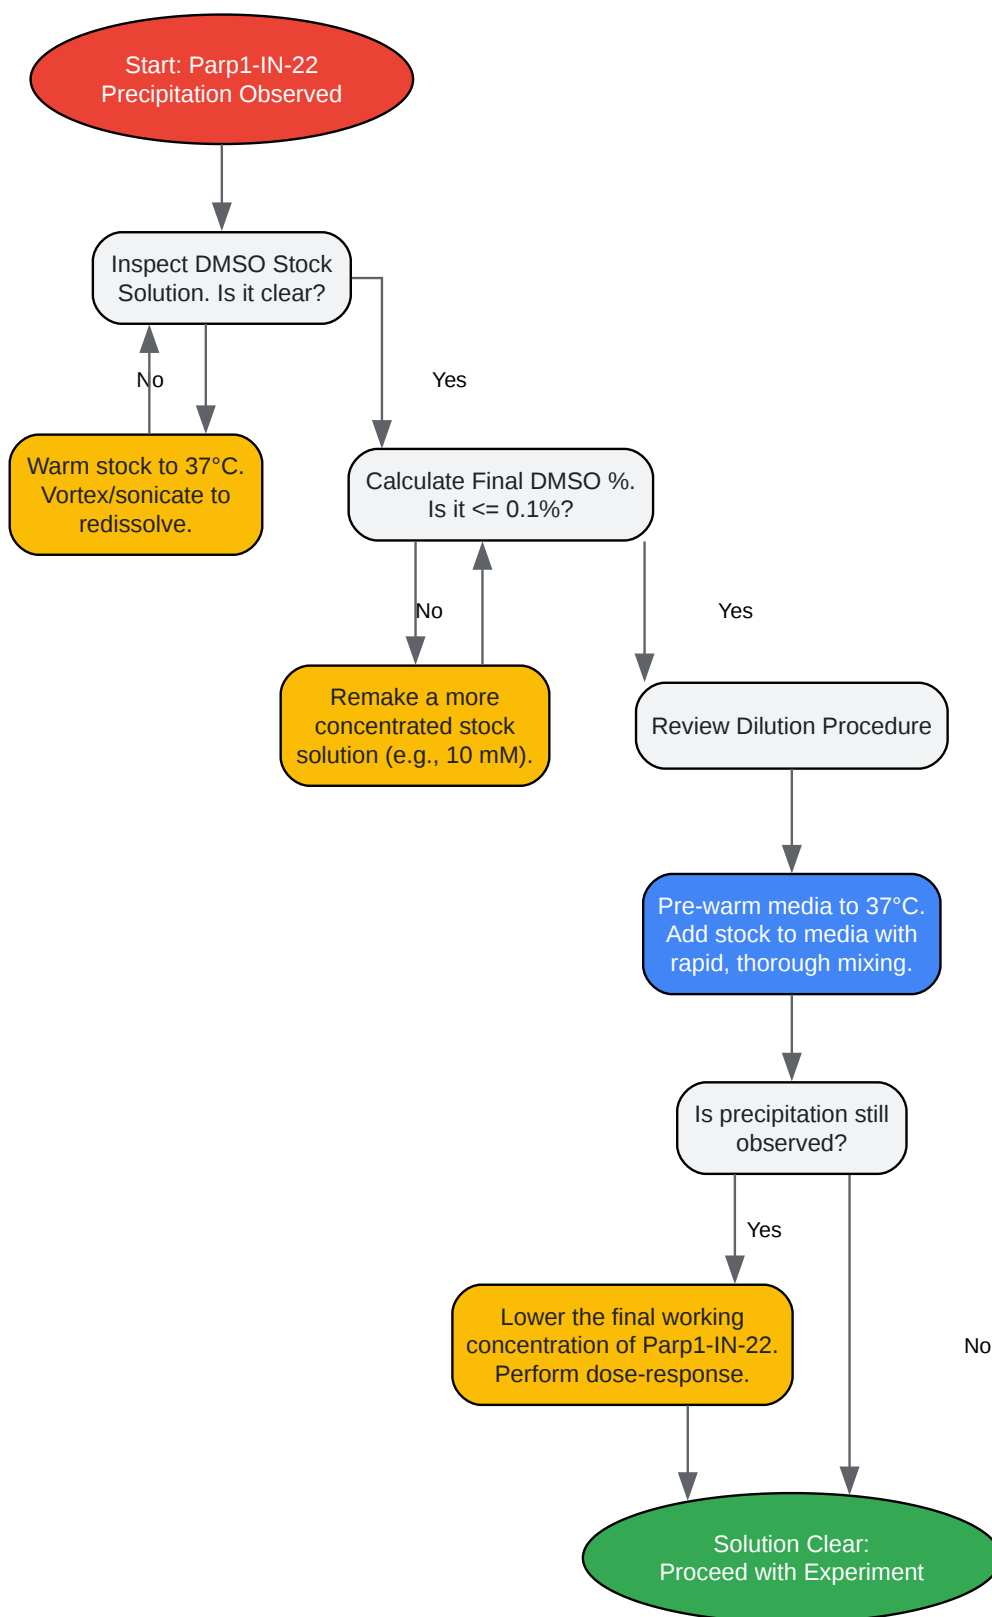 Start: Parp1-IN-22
Precipitation Observed
Inspect DMSO Stock
Solution. Is it clear?
No
Yes
Warm stock to 37°C.
Vortex/sonicate to
redissolve.
Calculate Final DMSO %.
Is it <= 0.1%?
No
Yes
Remake a more
concentrated stock
solution (e.g., 10 mM).
Review Dilution Procedure
Pre-warm media to 37°C.
Add stock to media with
rapid, thorough mixing.
Is precipitation still
observed?
Yes
Lower the final working
concentration of Parp1-IN-22.
Perform dose-response.
No
Solution Clear:
Proceed with Experiment